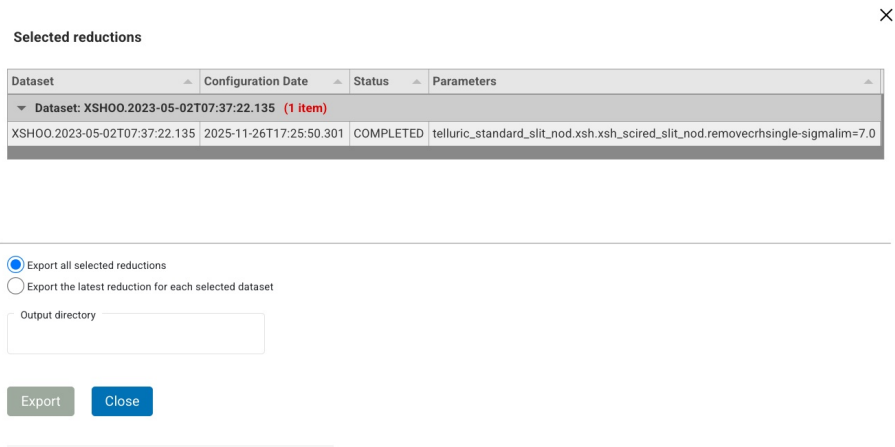 Selected reductions
Dataset Configuration Date Status Parameters
Dataset: XSHOO.2023-05-02T07:37:22.135 (1 item)
XSHOO.2023-05-02T07:37:22.135 2025-11-26T17:25:50.301 COMPLETED telluric_standard_slit_nod.xsh.xsh_scired_slit_nod.removecrhsingle-sigmalim=7.0
Export all selected reductions
Export the latest reduction for each selected dataset
Output directory
Export Close